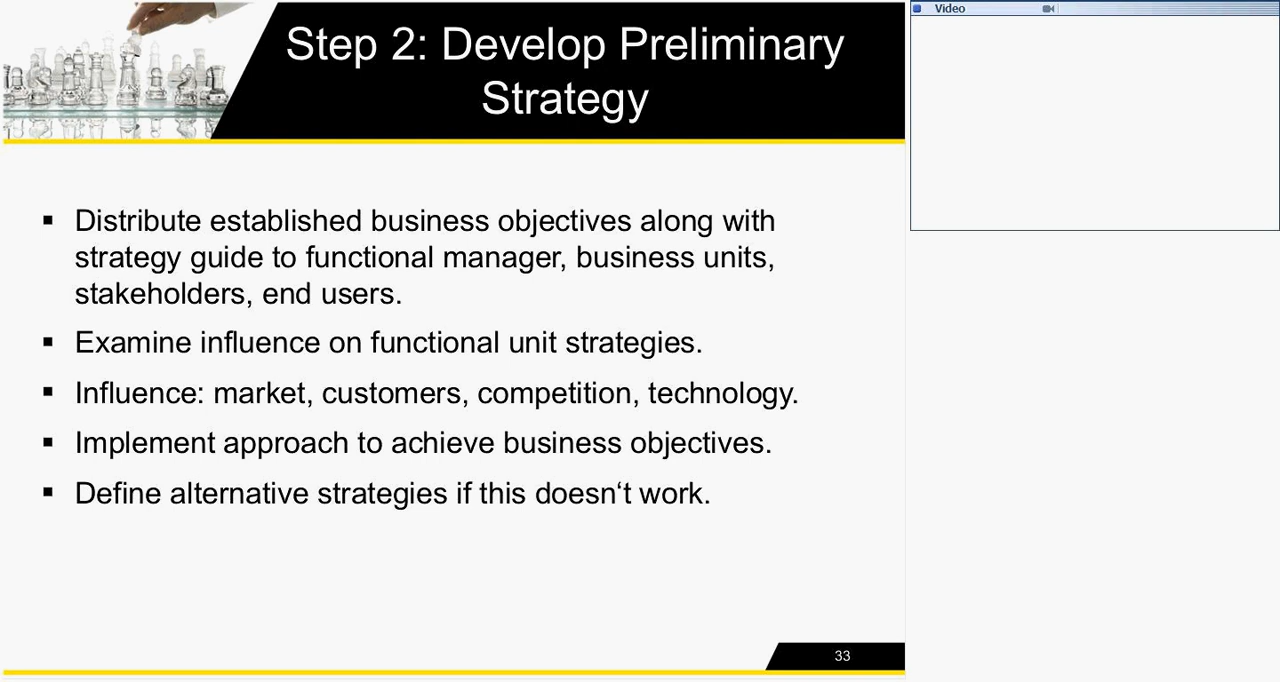 Step 2: Develop Preliminary
Strategy
Video
▪ Distribute established business objectives along with
strategy guide to functional manager, business units,
stakeholders, end users.
▪ Examine influence on functional unit strategies.
▪ Influence: market, customers, competition, technology.
▪ Implement approach to achieve business objectives.
▪ Define alternative strategies if this doesn‘t work.
33